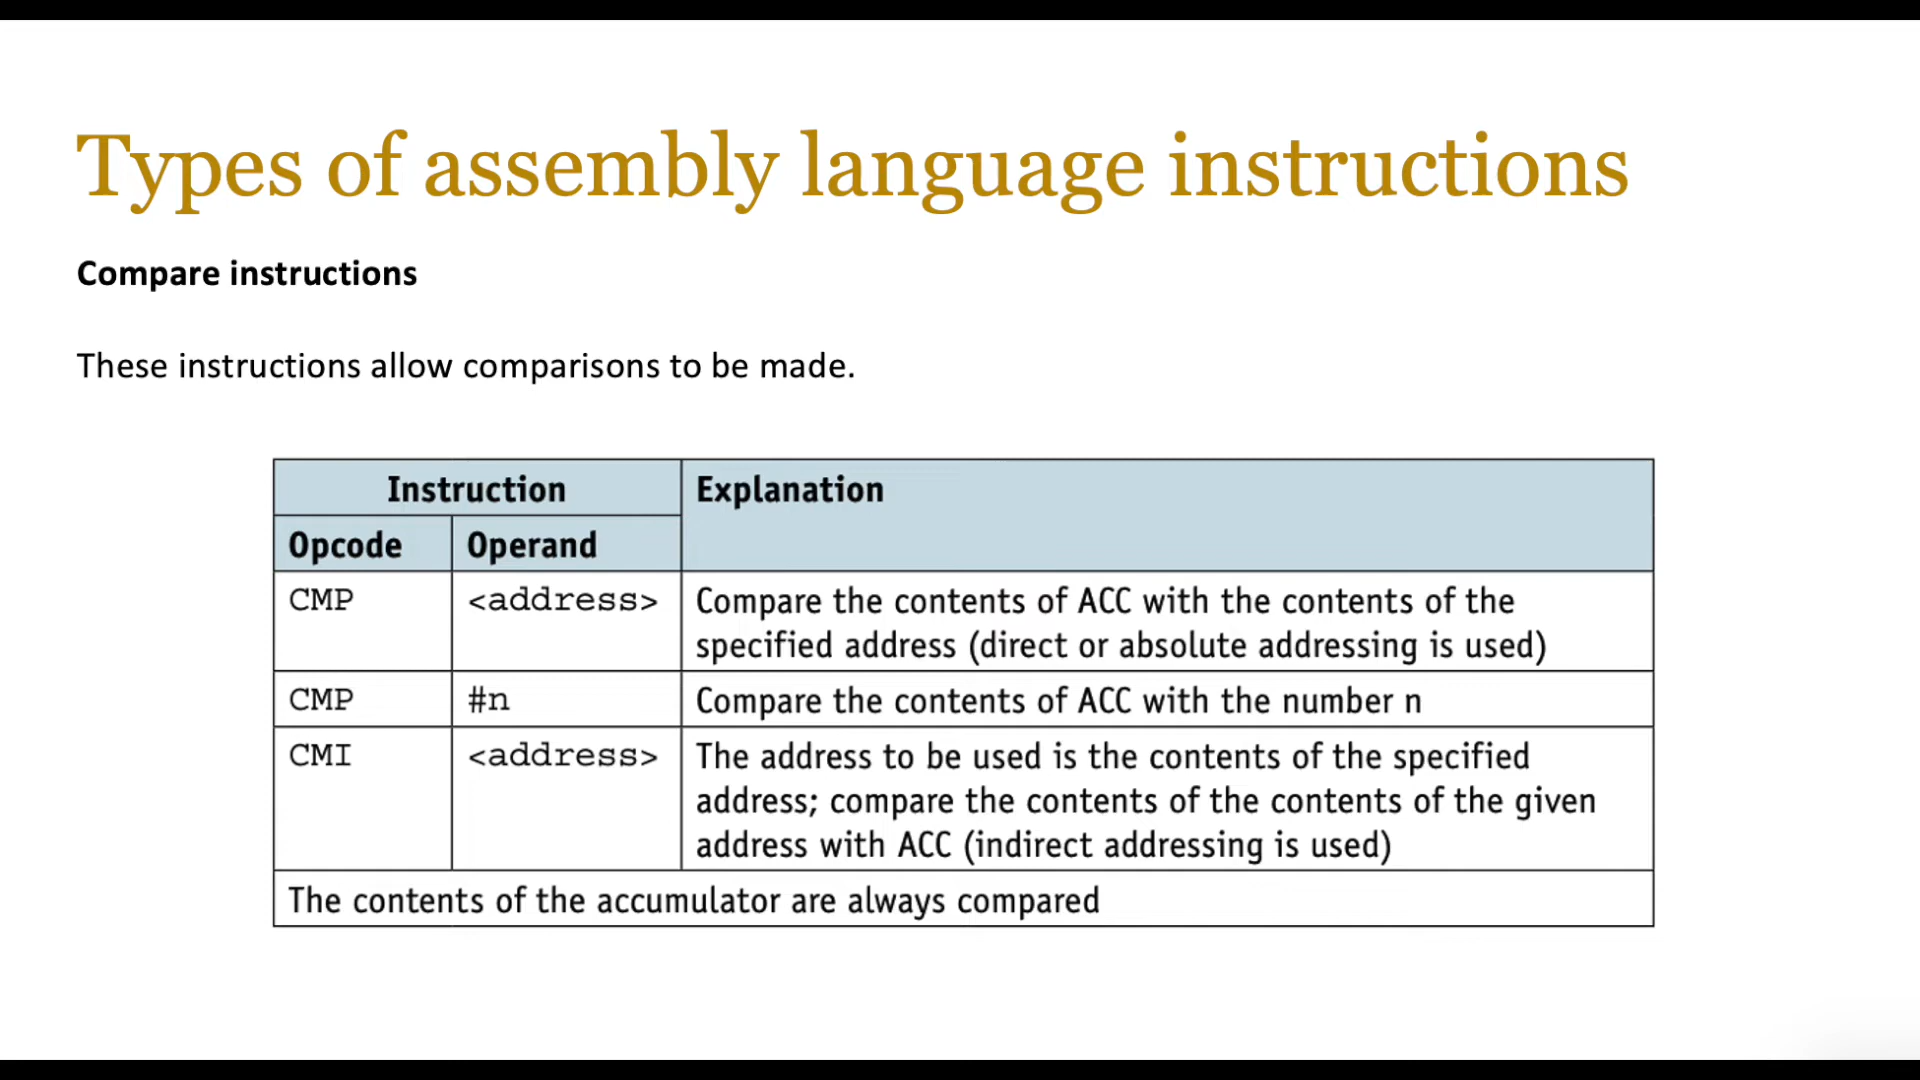 Types of assembly language instructions
Compare instructions
These instructions allow comparisons to be made.
Instruction
Explanation
Opcode
Operand
CMP
<address>
Compare the contents of ACC with the contents of the
specified address (direct or absolute addressing is used)
CMP
#n
Compare the contents of ACC with the number n
CMI
<address>
The address to be used is the contents of the specified
address; compare the contents of the contents of the given
address with ACC (indirect addressing is used)
The contents of the accumulator are always compared